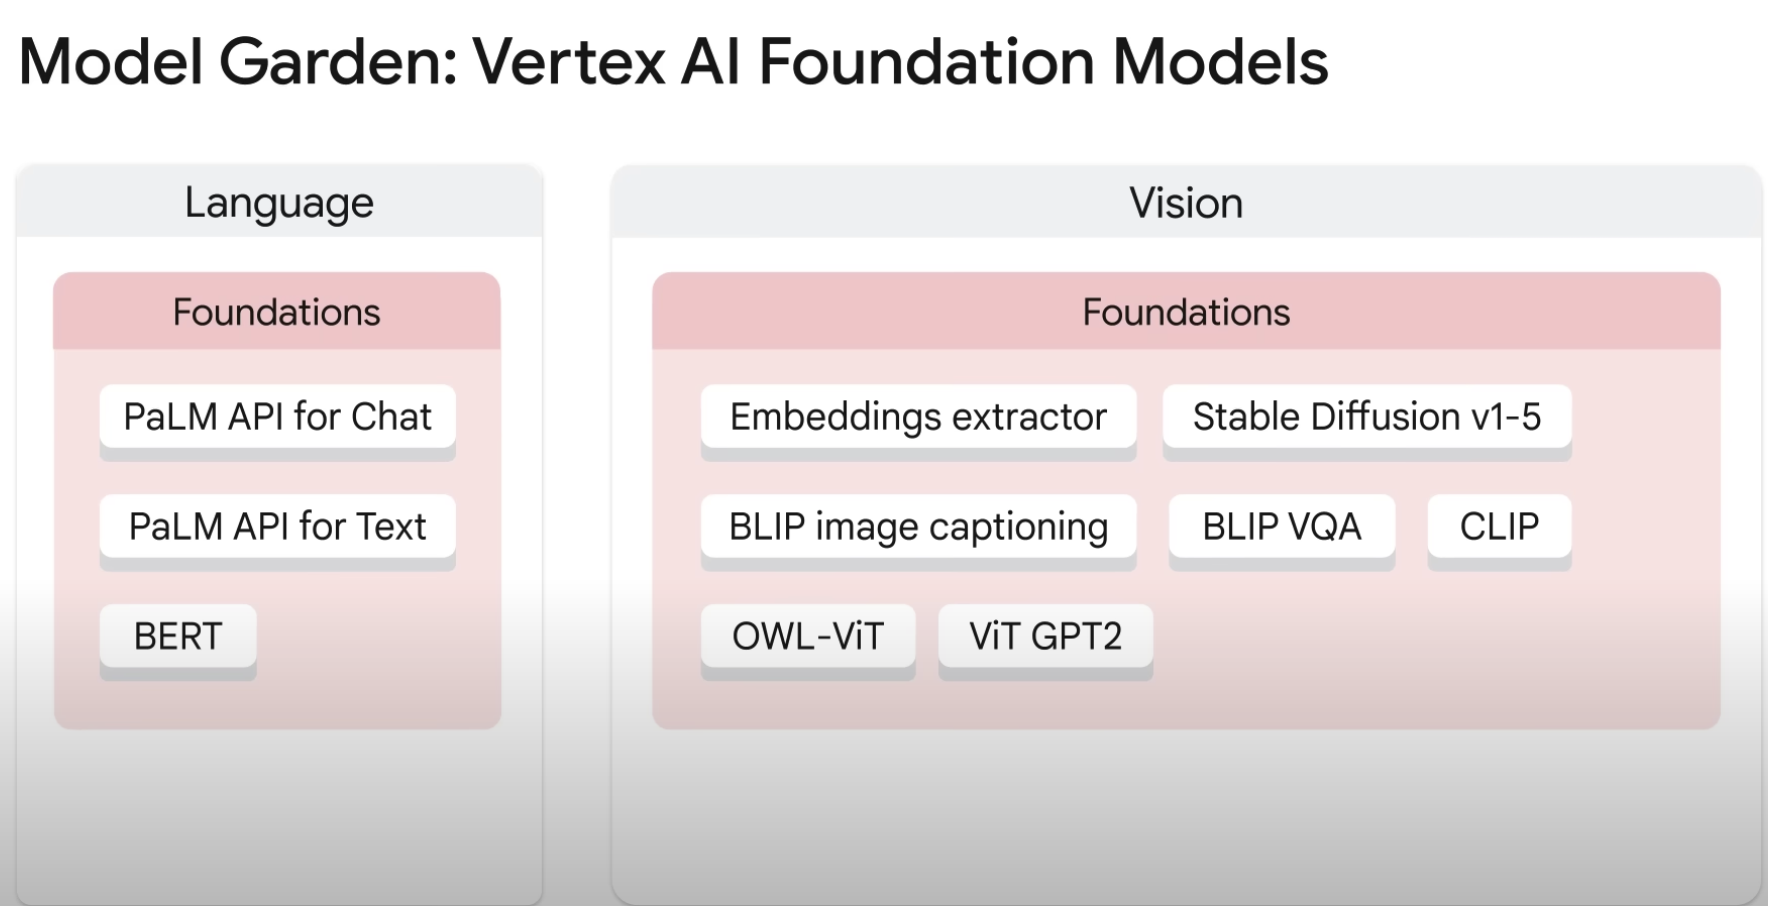 Model Garden: Vertex AI Foundation Models
Language
Foundations
PaLM API for Chat
PaLM API for Text
BERT
Vision
Foundations
Embeddings extractor
Stable Diffusion v1-5
BLIP image captioning
BLIP VQA
CLIP
OWL-ViT
ViT GPT2